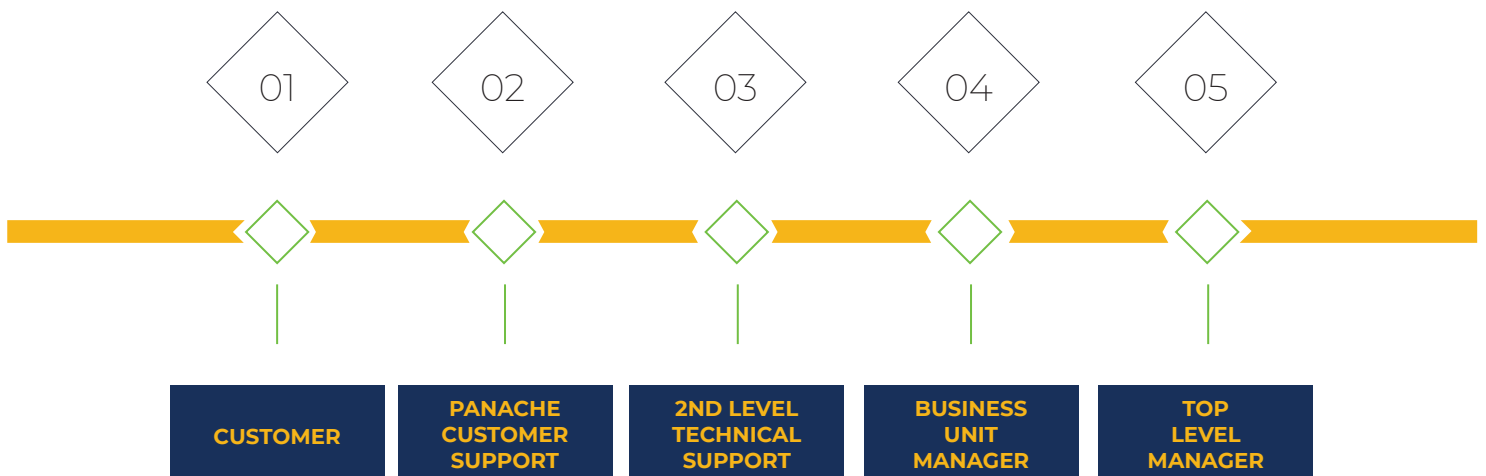 01
02
03
04
05
CUSTOMER
PANACHE
CUSTOMER
SUPPORT
2ND LEVEL
TECHNICAL
SUPPORT
BUSINESS
UNIT
MANAGER
TOP
LEVEL
MANAGER